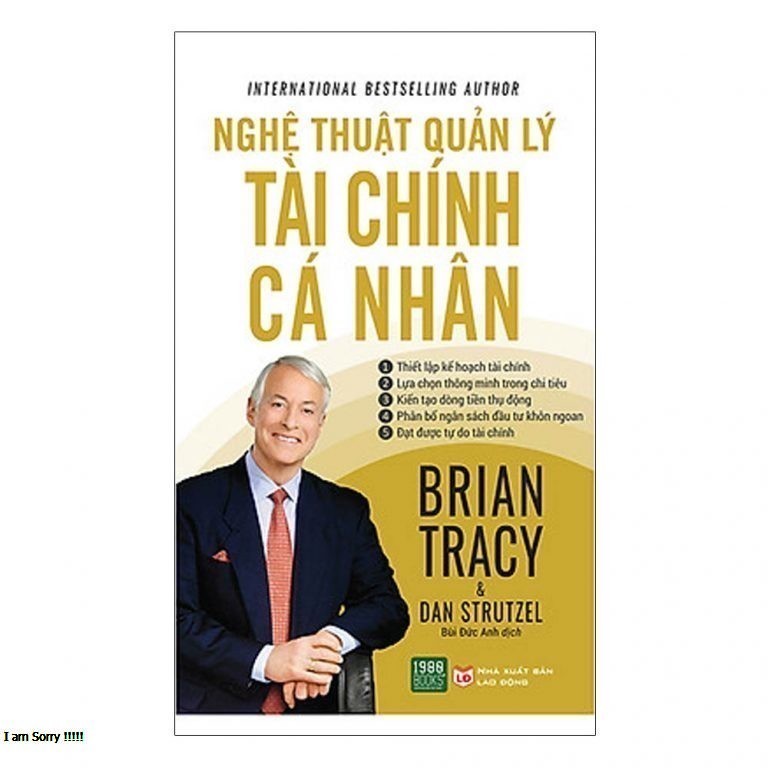 INTERNATIONAL BESTSELLING AUTHOR
NGHỆ THUẬT QUẢN LÝ
TÀI CHÍNH
CÁ NHÂN
1 Thiết lập kế hoạch tài chính
2 Lựa chọn thông minh trong chi tiêu
3 Kiến tạo dòng tiền thụ động
4 Phân bổ ngân sách đầu tư khôn ngoan
5 Đạt được tự do tài chính
BRIAN
TRACY
&
DAN STRUTZEL
Bùi Đức Anh dịch
1980
BOOKS
LĐ
NHÀ XUẤT BẢN
LAO ĐỘNG
I am Sorry !!!!!